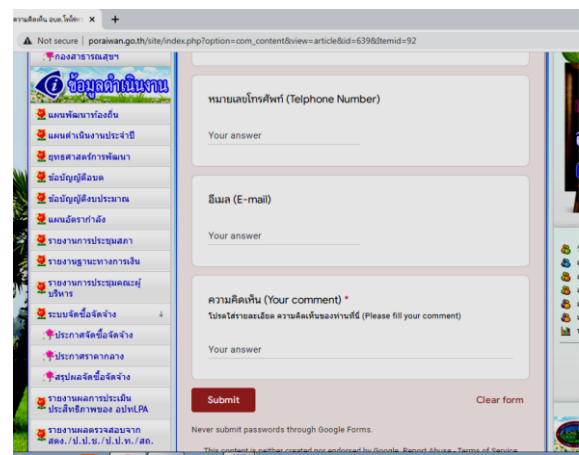 Not secure
poraiwan.go.th/site/index.php?option=com_content&view=article&id=639&Itemid=92
กองสาธารณสุขฯ
ข้อมูลดำเนินงาน
แผนพัฒนาท้องถิ่น
แผนดำเนินงานประจำปี
ยุทธศาสตร์การพัฒนา
ข้อบัญญัติอบต
ข้อบัญญัติงบประมาณ
แผนอัตรากำลัง
รายงานการประชุมสภา
รายงานฐานะทางการเงิน
รายงานการประชุมคณะผู้
บริหาร
ระบบจัดซื้อจัดจ้าง
ประกาศจัดซื้อจัดจ้าง
ประกาศราคากลาง
สรุปผลจัดซื้อจัดจ้าง
รายงานผลการประเมิน
ประสิทธิภาพของ อปท.LPA
รายงานผลตรวจสอบจาก
สตง./ป.ป.ช./ป.ป.ท./สถ.
หมายเลขโทรศัพท์ (Telphone Number)
Your answer
อีเมล (E-mail)
Your answer
ความคิดเห็น (Your comment) *
โปรดใส่รายละเอียด ความคิดเห็นของท่านที่นี่ (Please fill your comment)
Your answer
Submit
Clear form
Never submit passwords through Google Forms.
This content is neither created nor endorsed by Google. Report Abuse - Terms of Service